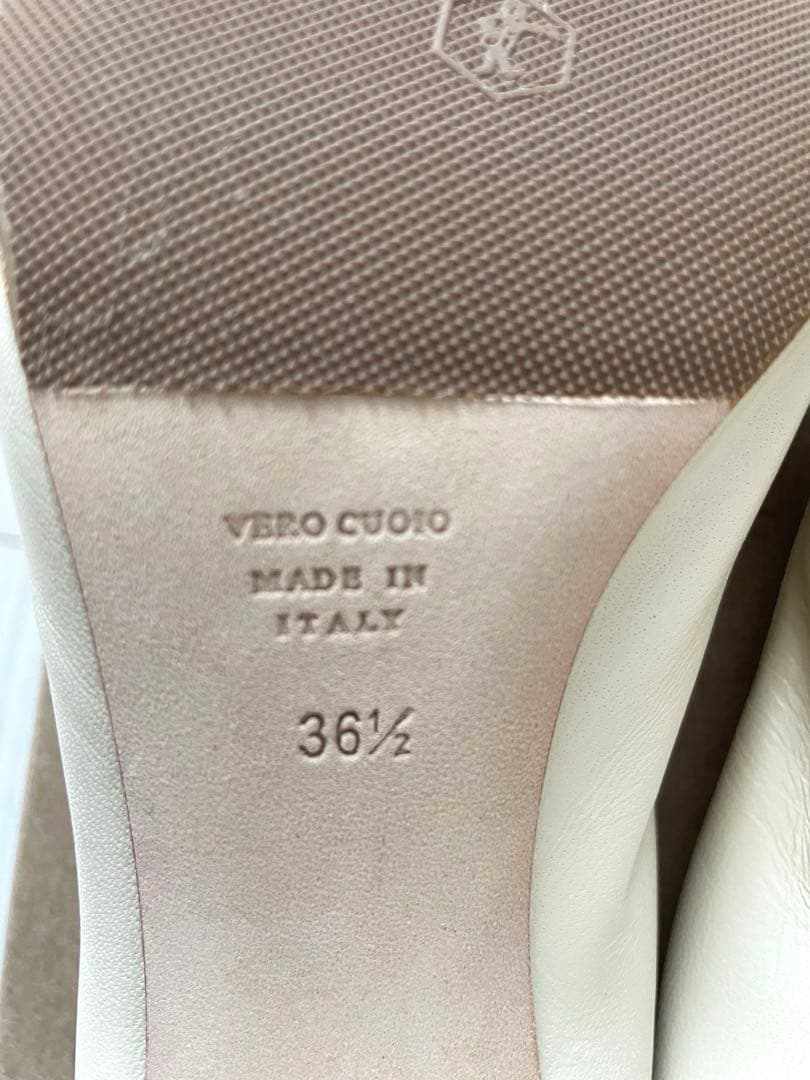 VERO CUOIO
MADE IN
ITALY
36½